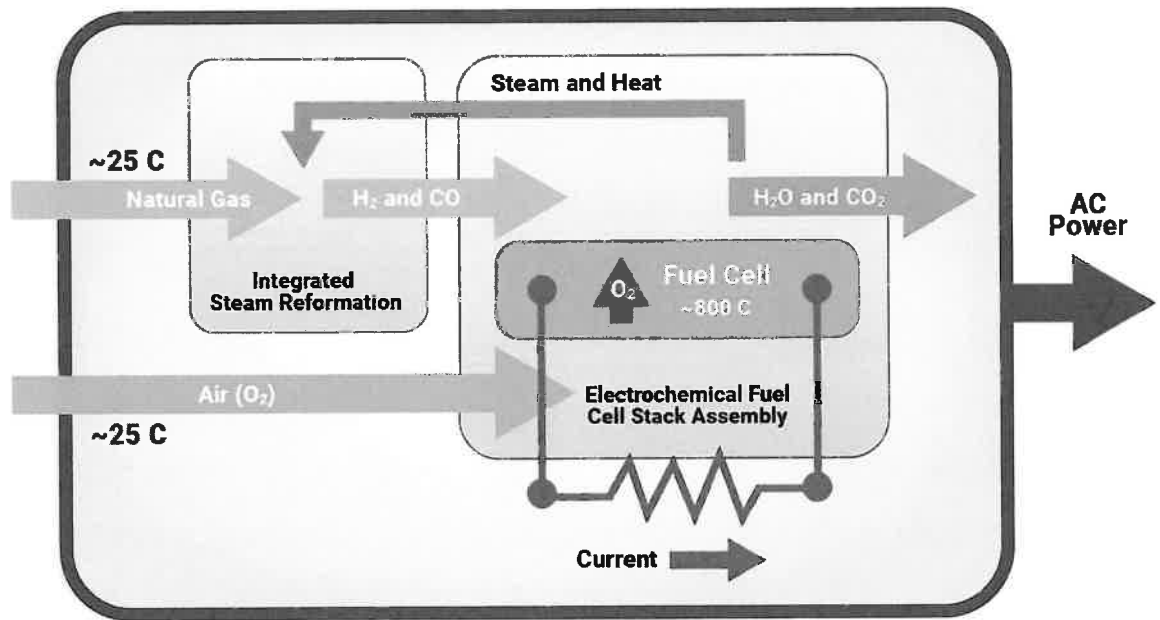 Steam and Heat
~25 C
Natural Gas
H₂ and CO
H₂O and CO₂
AC
Power
Integrated
Steam Reformation
O₂
Fuel Cell
~800 C
Air (O₂)
~25 C
Electrochemical Fuel
Cell Stack Assembly
Current